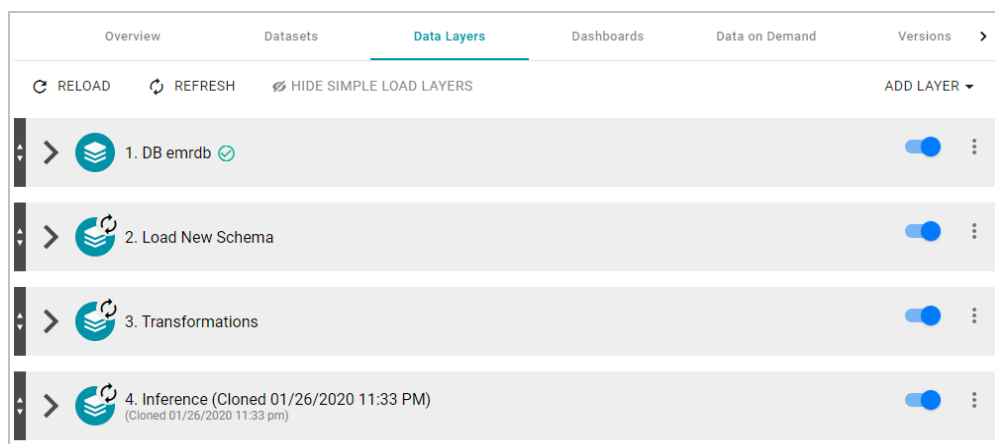 Overview Datasets Data Layers Dashboards Data on Demand Versions
RELOAD REFRESH HIDE SIMPLE LOAD LAYERS ADD LAYER
1. DB emrdb
2. Load New Schema
3. Transformations
4. Inference (Cloned 01/26/2020 11:33 PM)
(Cloned 01/26/2020 11:33 pm)